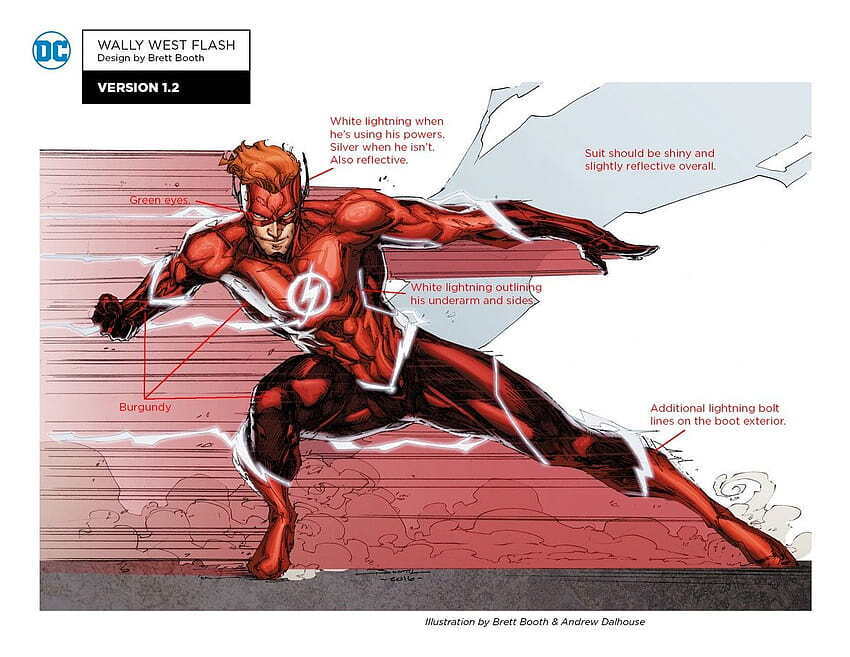 DC
WALLY WEST FLASH
Design by Brett Booth
VERSION 1.2
White lightning when
he's using his powers.
Silver when he isn't.
Also reflective.
Suit should be shiny and
slightly reflective overall.
Green eyes.
White lightning outlining
his underarm and sides.
Burgundy
Additional lightning bolt
lines on the boot exterior.
-2016-
Illustration by Brett Booth & Andrew Dalhouse